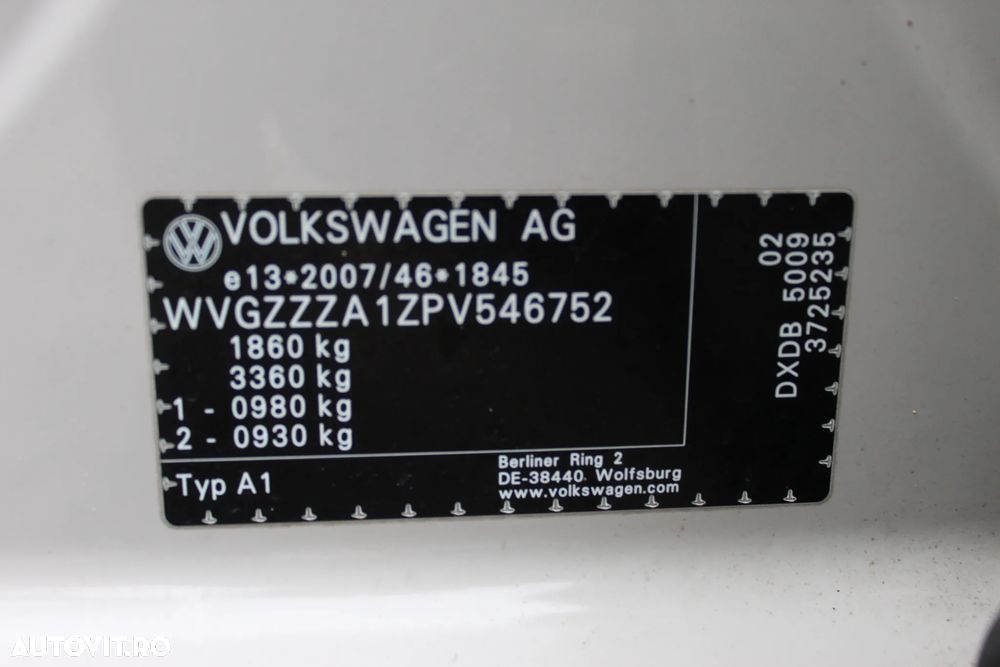 VOLKSWAGEN AG
e13*2007/46*1845
WVGZZZA1ZPV546752
1860 kg
3360 kg
1 - 0980 kg
2 - 0930 kg
Typ A1
Berliner Ring 2
DE-38440 Wolfsburg
www.volkswagen.com
02
DXDB 5009
3725235
AUTOVIT.RO